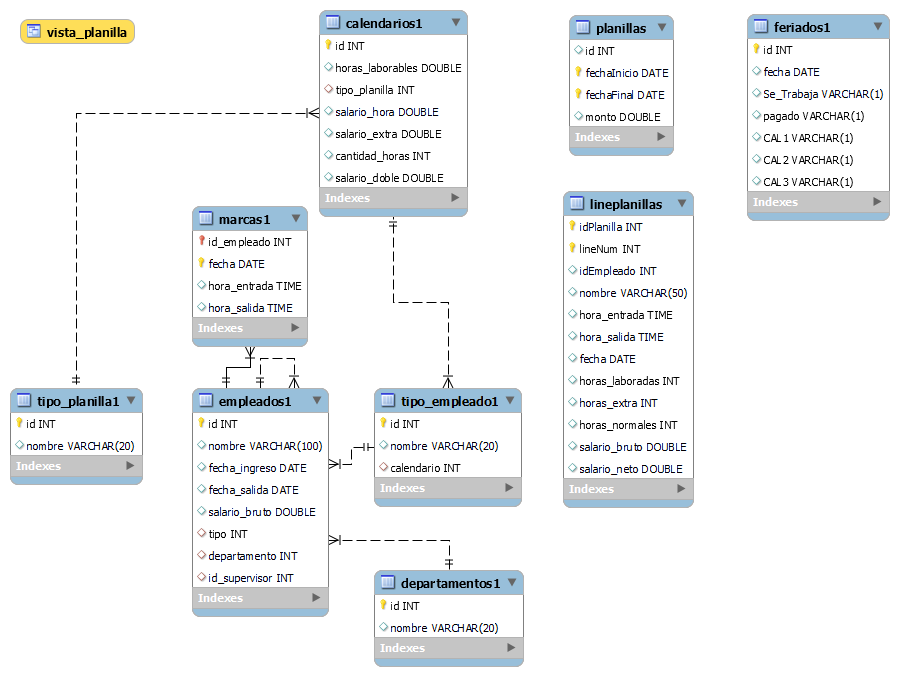 vista_planilla
calendarios1
id INT
horas_laborables DOUBLE
tipo_planilla INT
salario_hora DOUBLE
salario_extra DOUBLE
cantidad_horas INT
salario_doble DOUBLE
Indexes
planillas
id INT
fechaInicio DATE
fechaFinal DATE
monto DOUBLE
Indexes
feriados1
id INT
fecha DATE
Se_Trabaja VARCHAR(1)
pagado VARCHAR(1)
CAL1 VARCHAR(1)
CAL2 VARCHAR(1)
CAL3 VARCHAR(1)
Indexes
marcas1
id_empleado INT
fecha DATE
hora_entrada TIME
hora_salida TIME
Indexes
lineplanillas
idPlanilla INT
lineNum INT
idEmpleado INT
nombre VARCHAR(50)
hora_entrada TIME
hora_salida TIME
fecha DATE
horas_laboradas INT
horas_extra INT
horas_normales INT
salario_bruto DOUBLE
salario_neto DOUBLE
Indexes
tipo_planilla1
id INT
nombre VARCHAR(20)
Indexes
empleados1
id INT
nombre VARCHAR(100)
fecha_ingreso DATE
fecha_salida DATE
salario_bruto DOUBLE
tipo INT
departamento INT
id_supervisor INT
Indexes
tipo_empleado1
id INT
nombre VARCHAR(20)
calendario INT
Indexes
departamentos1
id INT
nombre VARCHAR(20)
Indexes